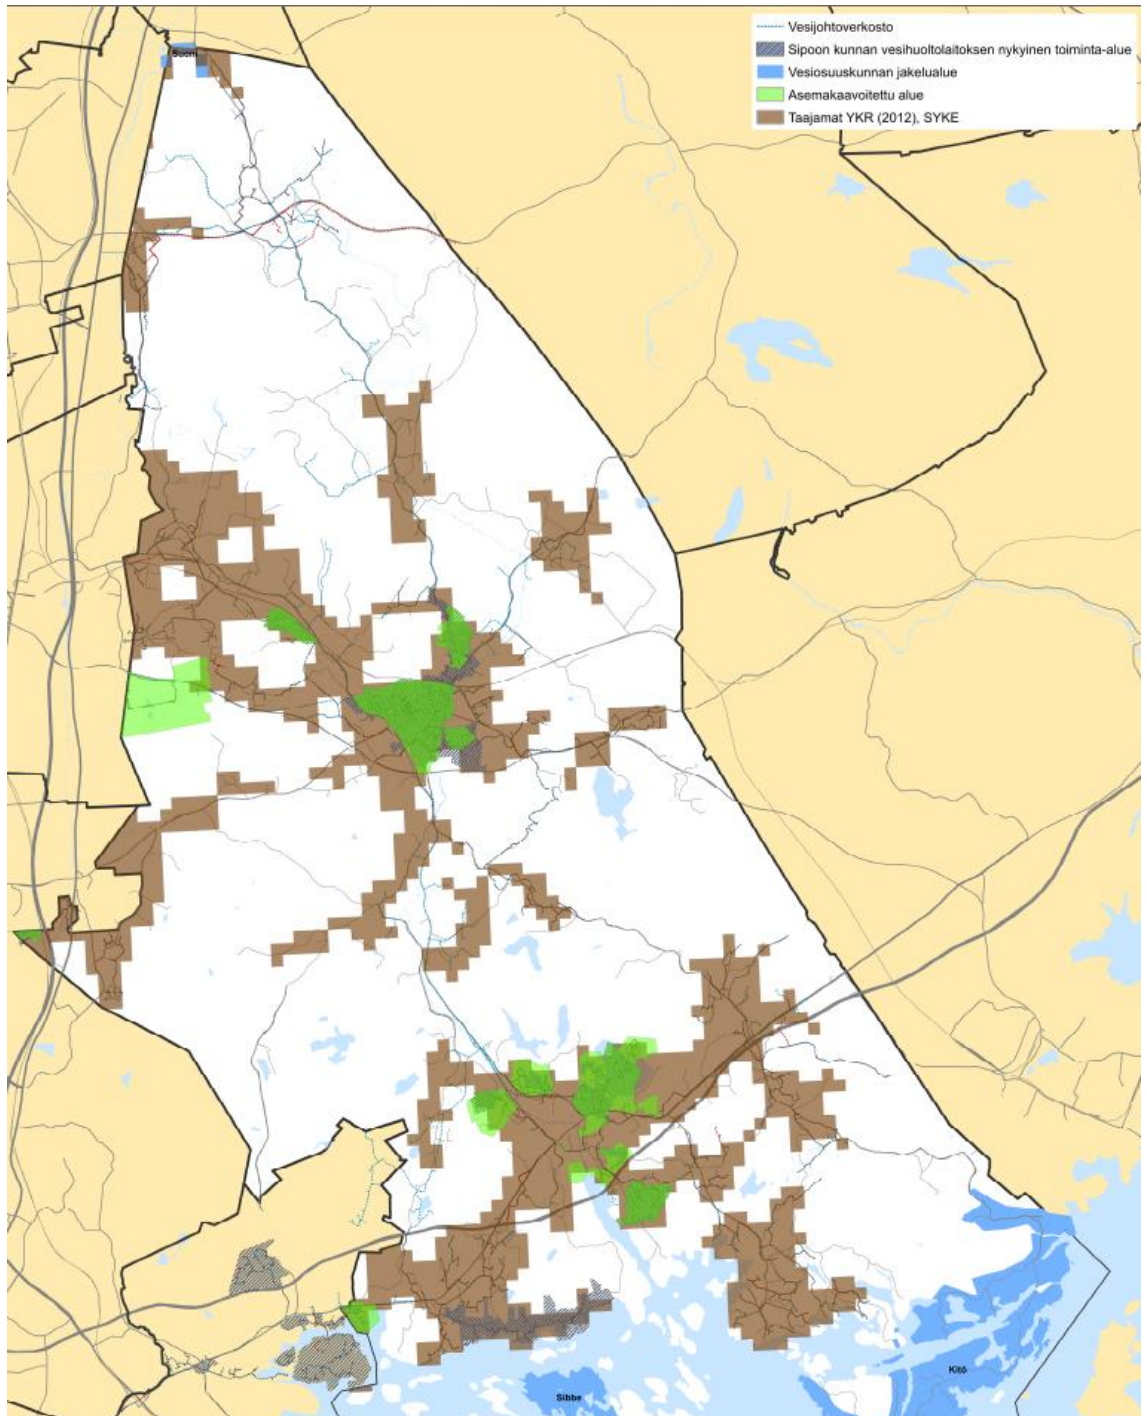 Vesijohtoverkosto
Sipoon kunnan vesihuoltolaitoksen nykyinen toiminta-alue
Vesiosuuskunnan jakelualue
Asemakaavoitettu alue
Taajamat YKR (2012), SYKE
Kitö
Sibbe